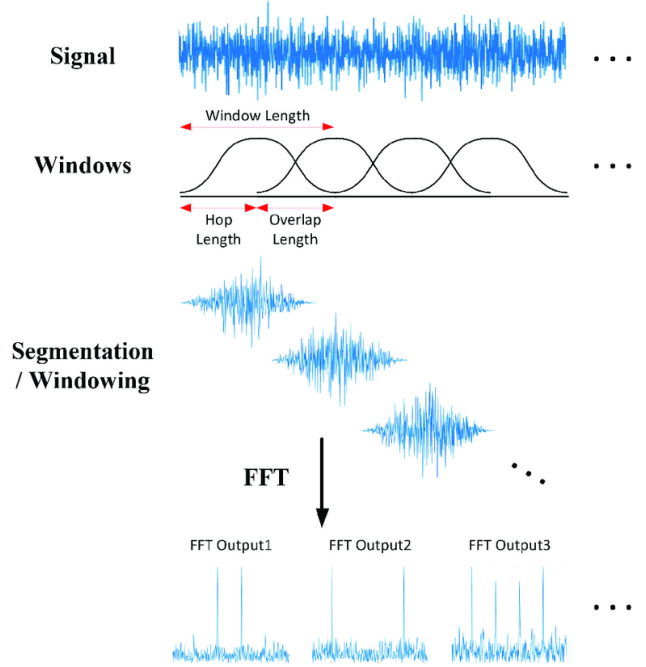 Signal
Window Length
Windows
Hop
Length
Overlap
Length
Segmentation
/ Windowing
FFT
FFT Output1
FFT Output2
FFT Output3